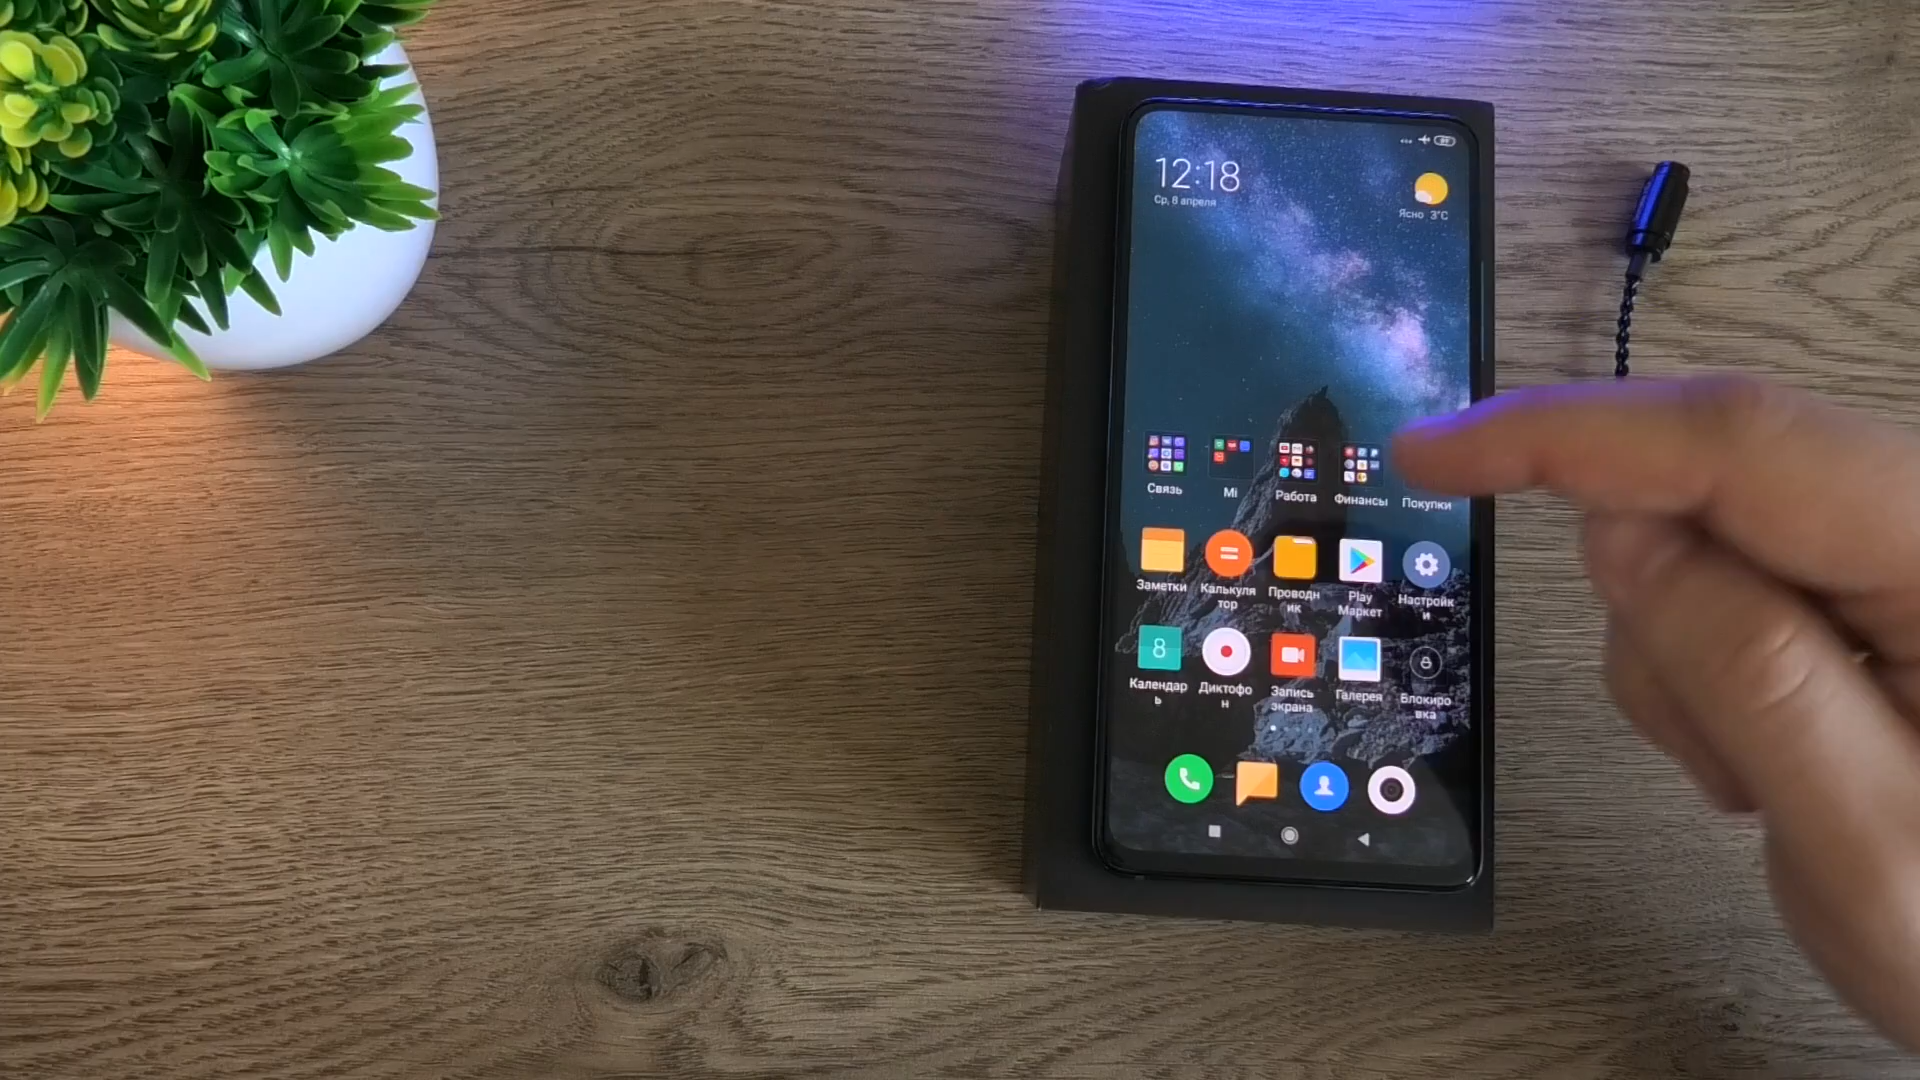 12:18
Ср, 8 апреля
Ясно 3°C
Связь
Mi
Работа
Финансы
Покупки
Заметки
Калькуля
тор
Проводн
ик
Play
Маркет
Настройк
и
8
Календар
ь
Диктофо
н
Запись
экрана
Галерея
Блокиро
вка